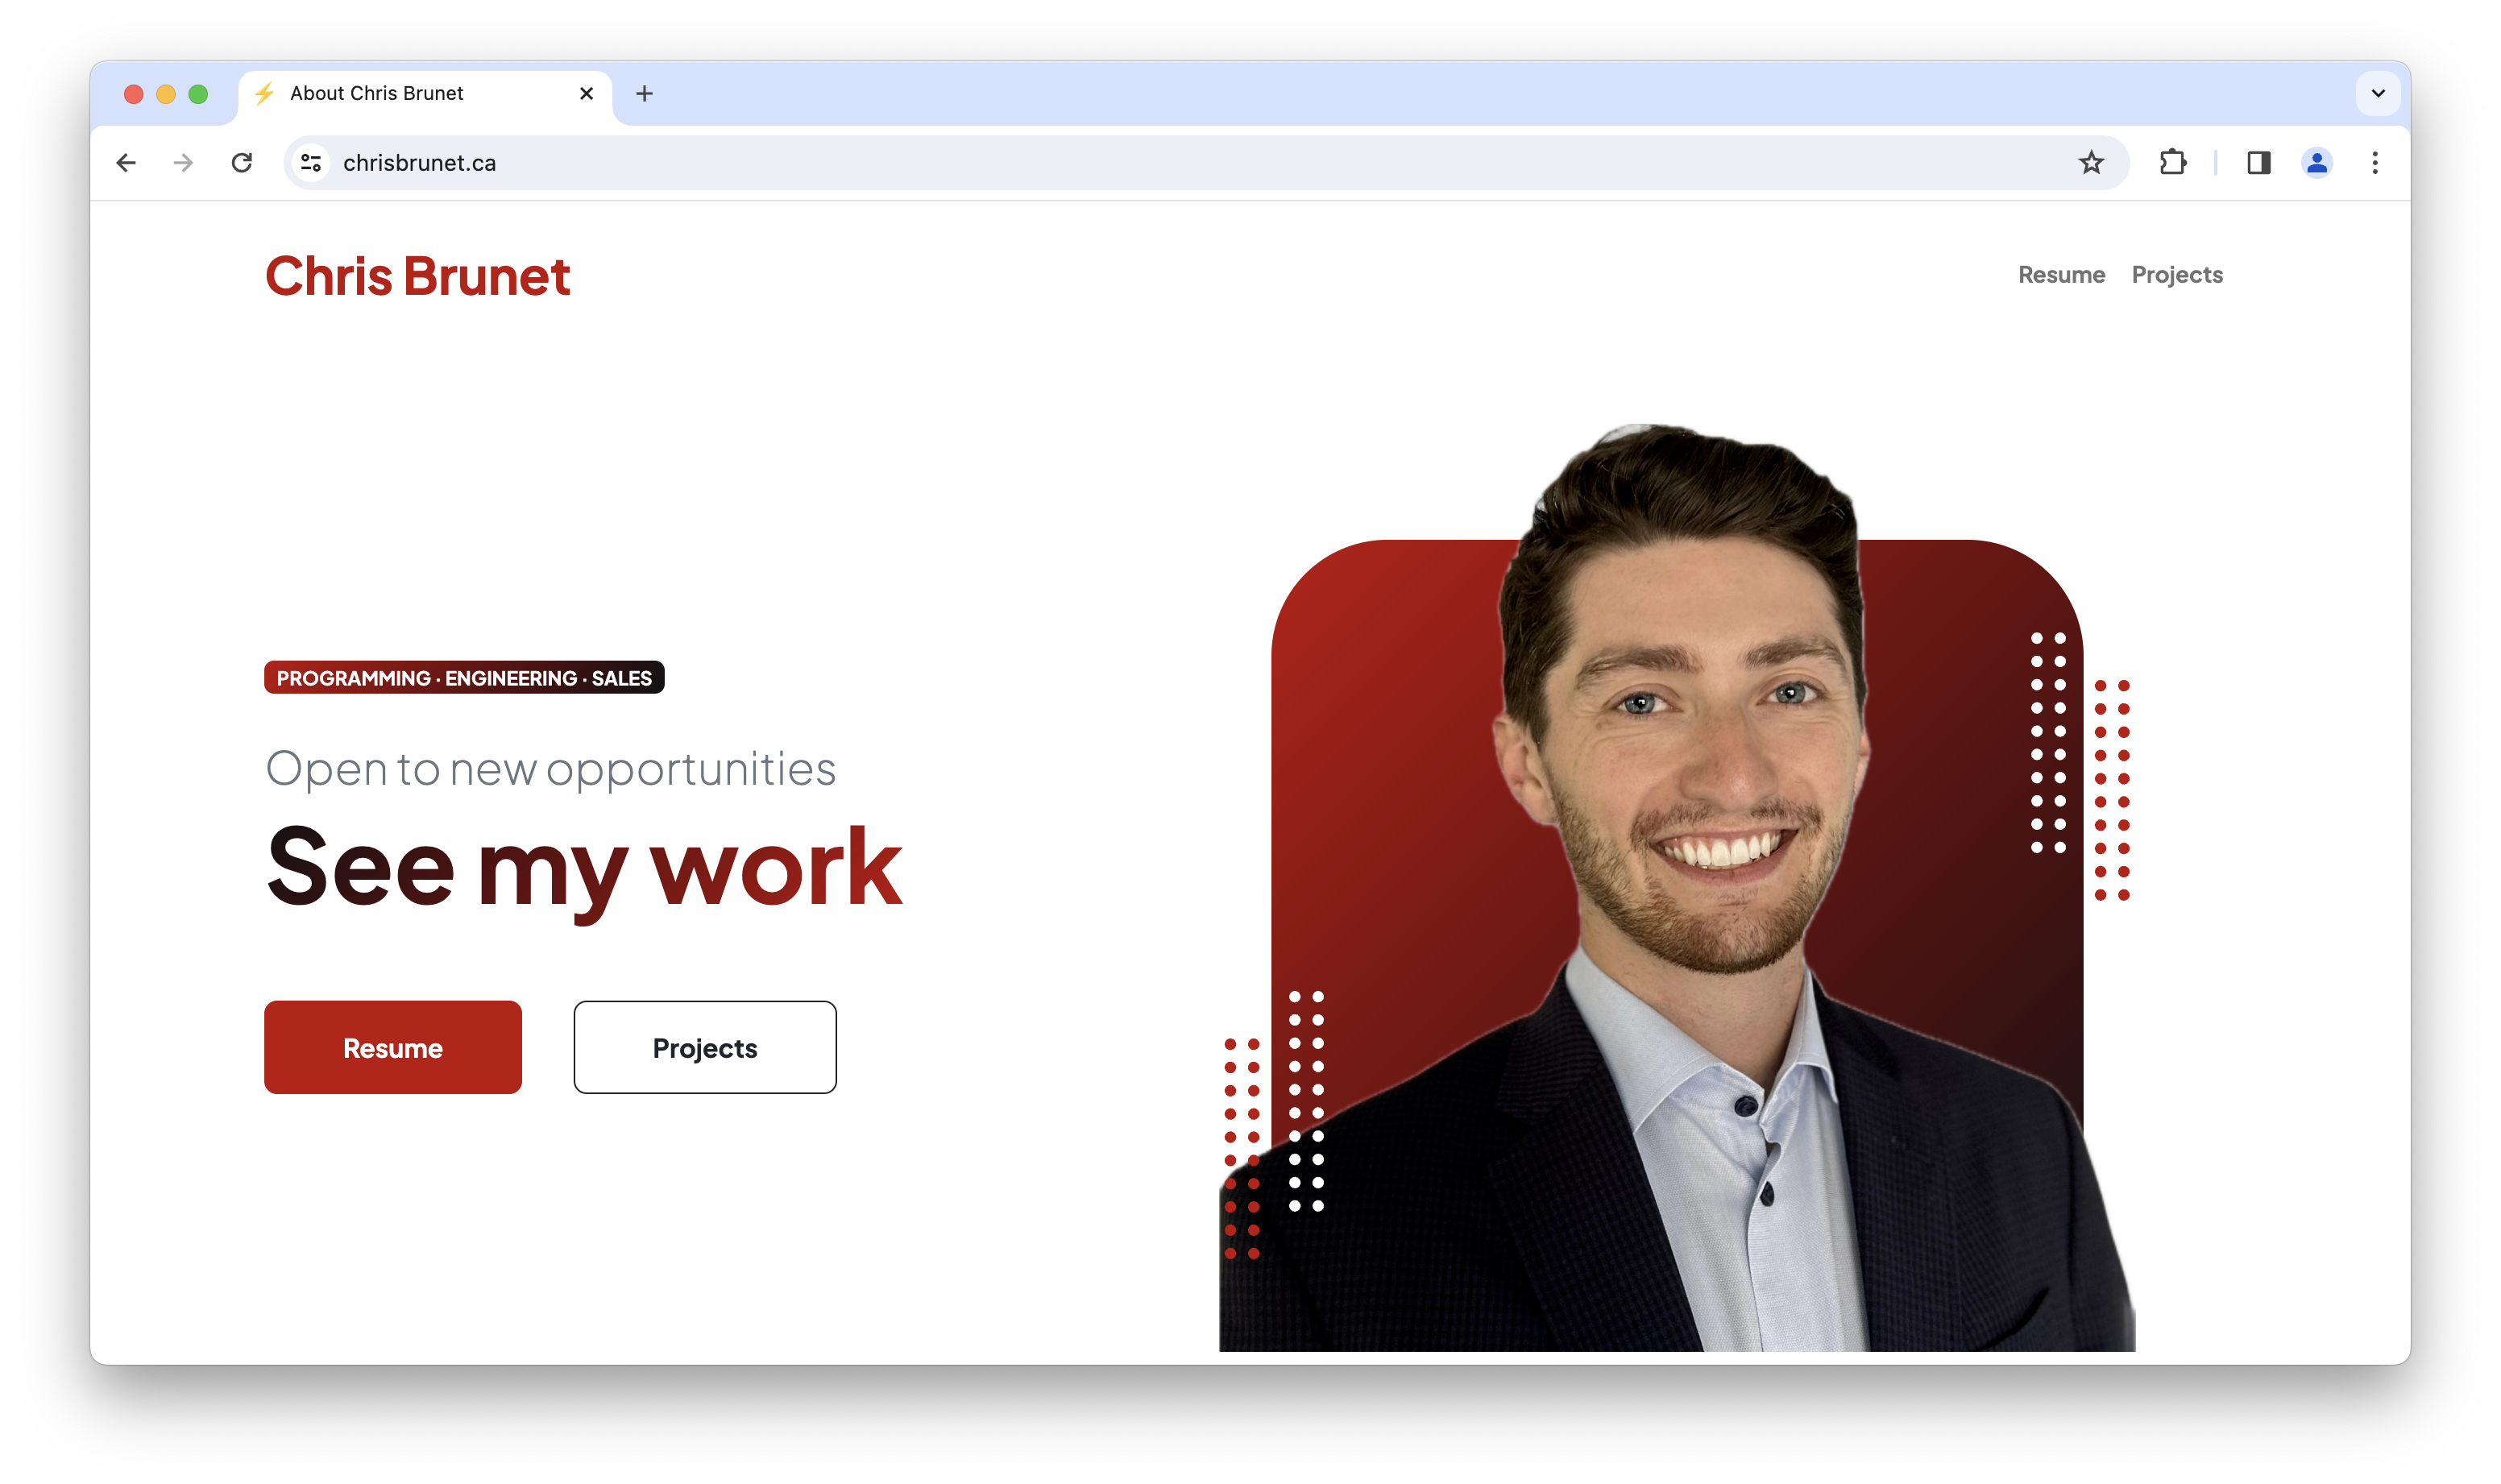 About Chris Brunet
chrisbrunet.ca
Chris Brunet
Resume Projects
PROGRAMMING · ENGINEERING · SALES
Open to new opportunities
See my work
Resume Projects